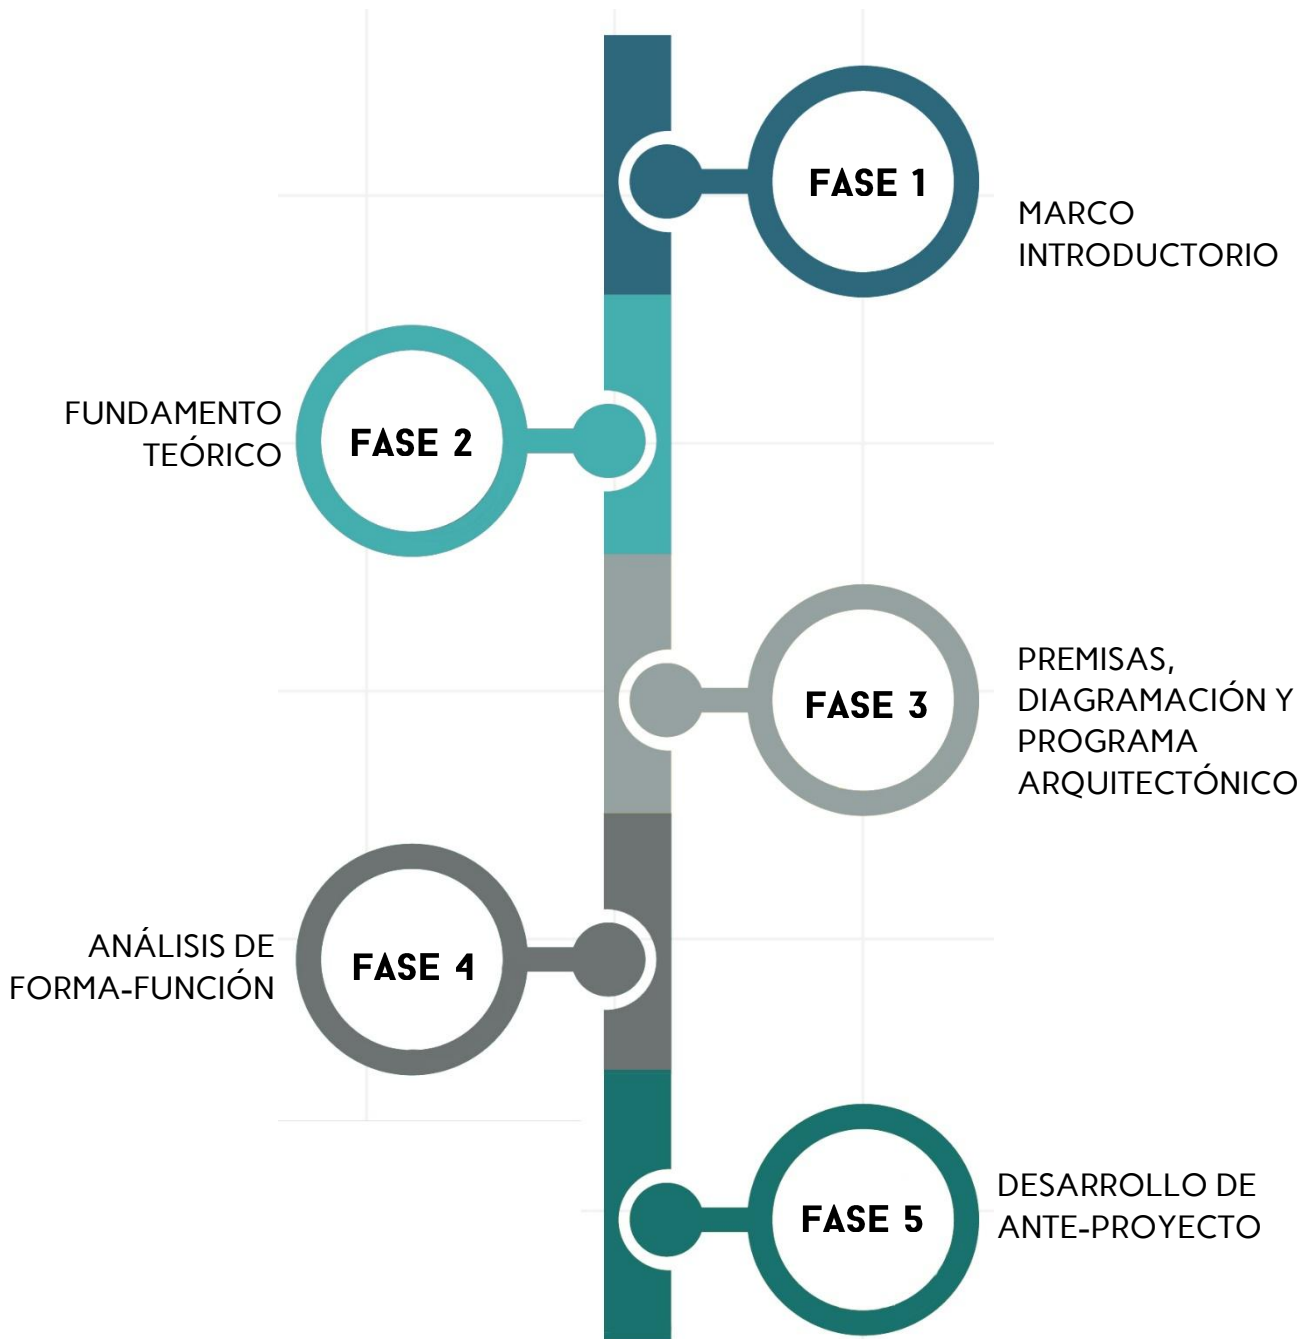 FASE 1
MARCO
INTRODUCTORIO
FUNDAMENTO
TEÓRICO
FASE 2
FASE 3
PREMISAS,
DIAGRAMACIÓN Y
PROGRAMA
ARQUITECTÓNICO
ANÁLISIS DE
FORMA-FUNCIÓN
FASE 4
FASE 5
DESARROLLO DE
ANTE-PROYECTO